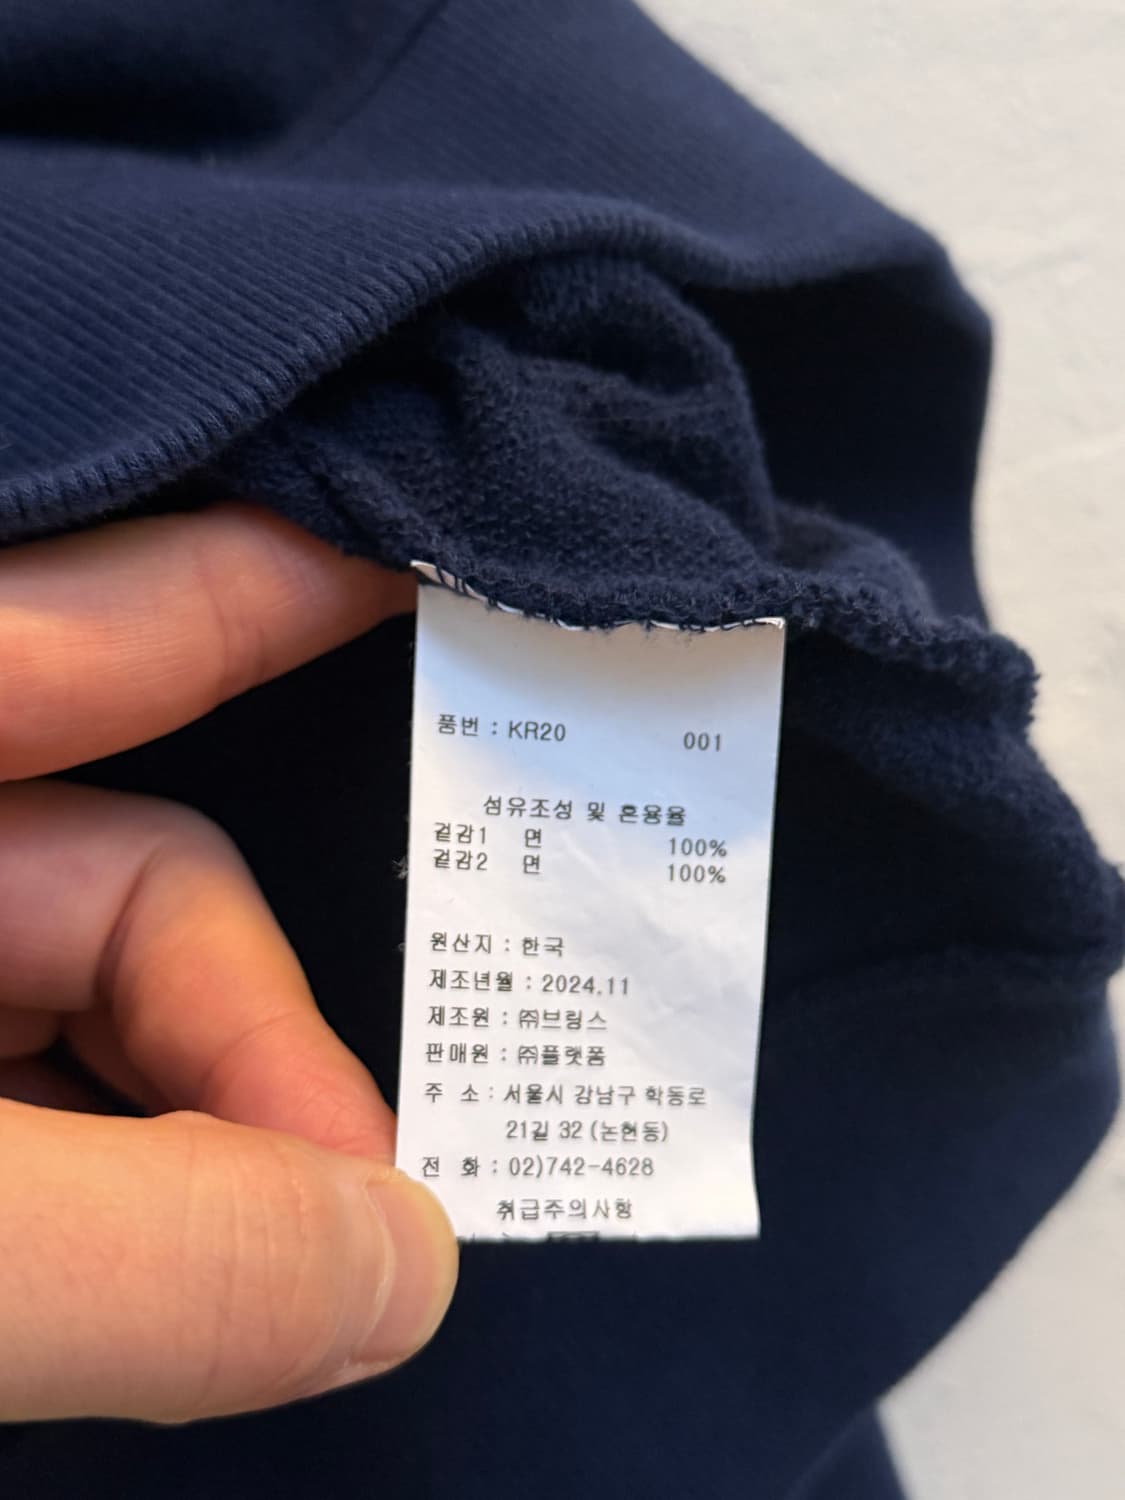 품번 : KR20 001
섬유조성 및 혼용율
겉감1 면 100%
겉감2 면 100%
원산지 : 한국
제조년월 : 2024.11
제조원 : ㈜브링스
판매원 : ㈜플랫폼
주 소 : 서울시 강남구 학동로
21길 32 (논현동)
전 화 : 02)742-4628
취급주의사항